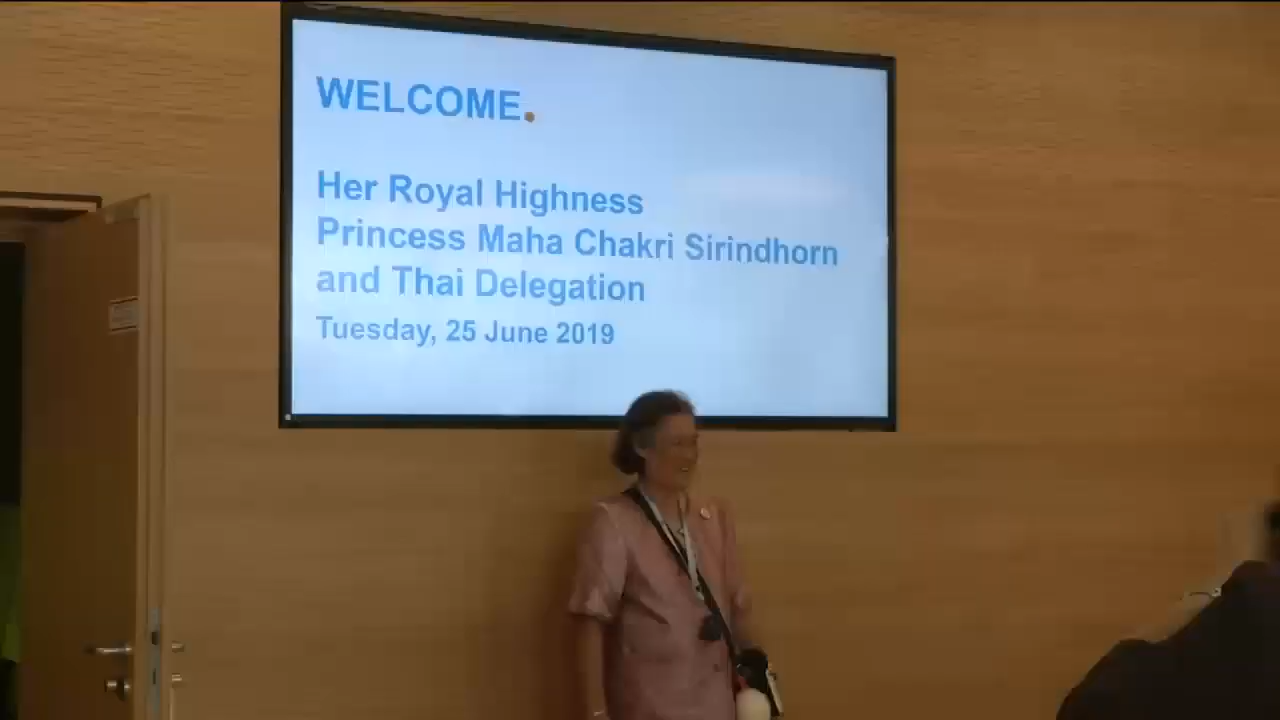 WELCOME.
Her Royal Highness
Princess Maha Chakri Sirindhorn
and Thai Delegation
Tuesday, 25 June 2019